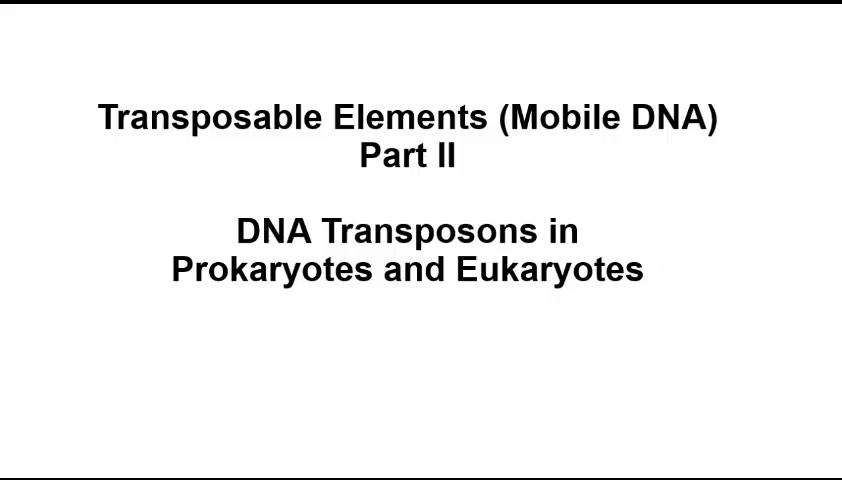 Transposable Elements (Mobile DNA)
Part II
DNA Transposons in
Prokaryotes and Eukaryotes